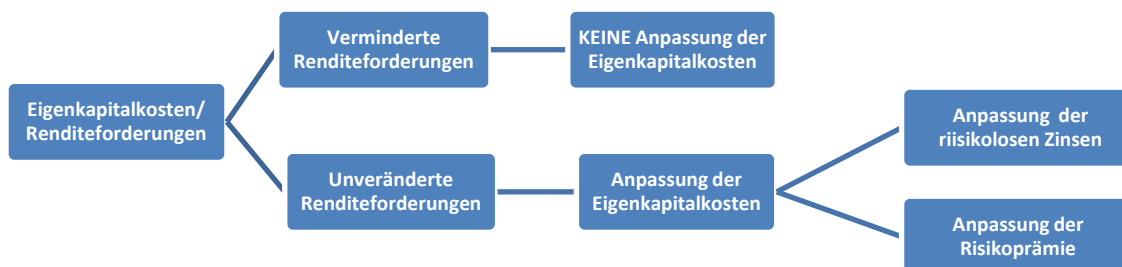 Verminderte
Renditeforderungen
KEINE Anpassung der
Eigenkapitalkosten
Eigenkapitalkosten/
Renditeforderungen
Anpassung der
riisikolosen Zinsen
Unveränderte
Renditeforderungen
Anpassung der
Eigenkapitalkosten
Anpassung der
Risikoprämie